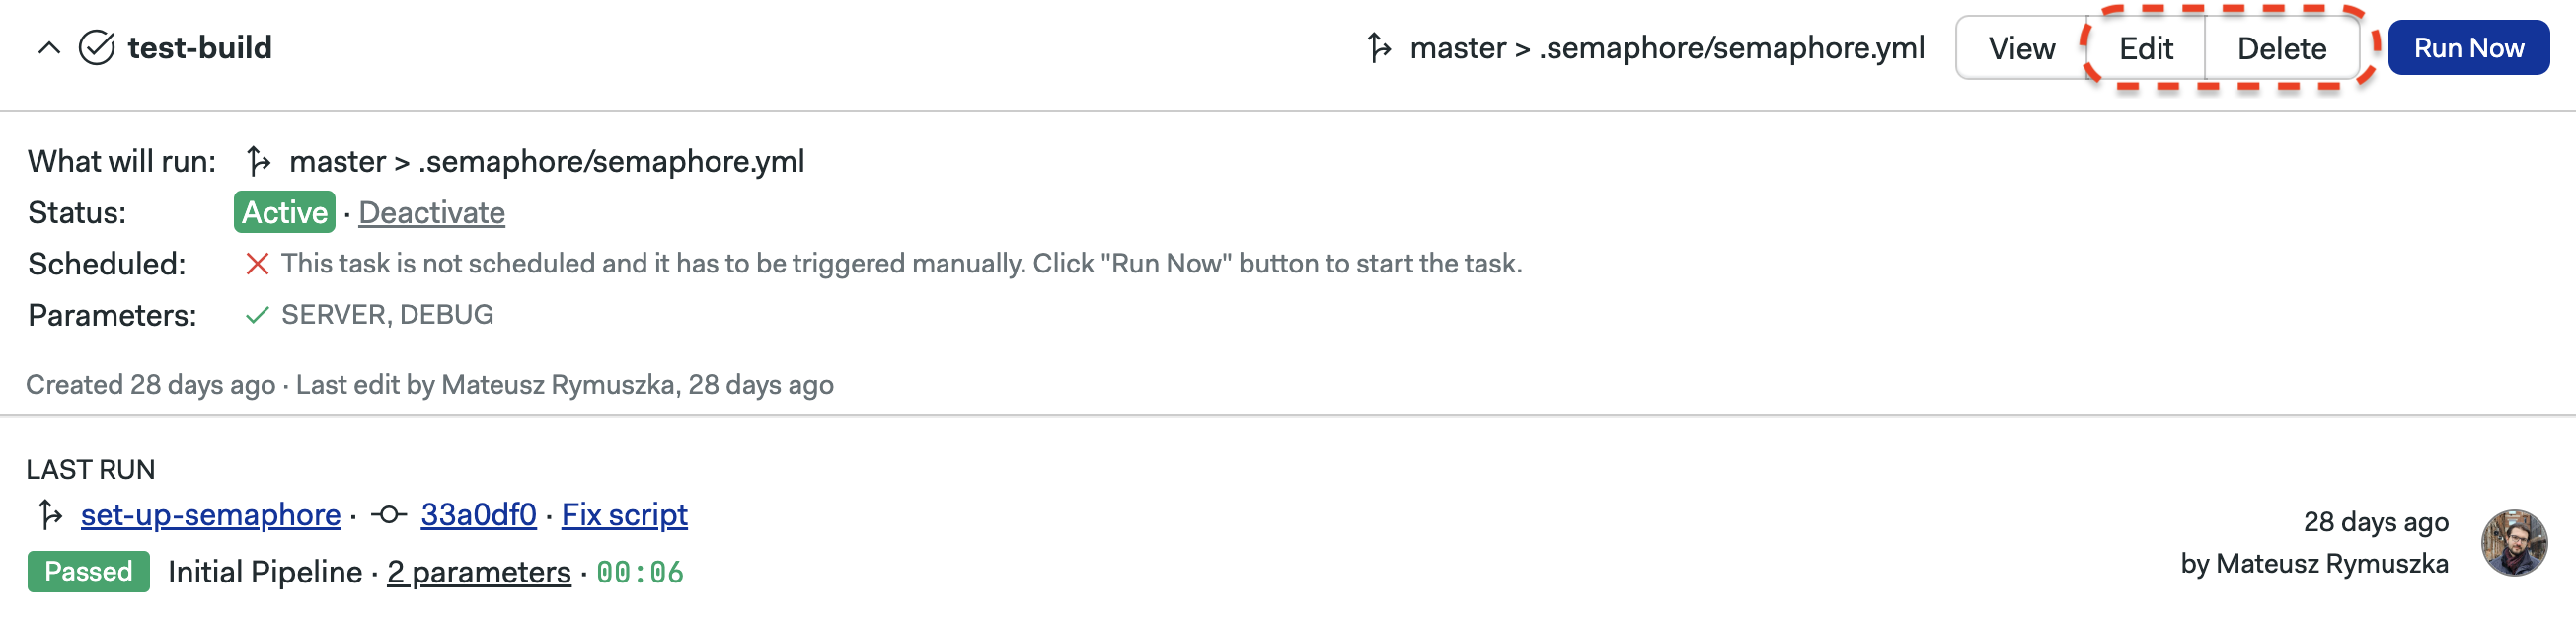 test-build master > .semaphore/semaphore.yml View Edit Delete Run Now
What will run: master > .semaphore/semaphore.yml
Status: Active · Deactivate
Scheduled: This task is not scheduled and it has to be triggered manually. Click "Run Now" button to start the task.
Parameters: SERVER, DEBUG
Created 28 days ago · Last edit by Mateusz Rymuszka, 28 days ago
LAST RUN
set-up-semaphore · 33a0df0 · Fix script
Passed Initial Pipeline · 2 parameters · 00:06
28 days ago
by Mateusz Rymuszka